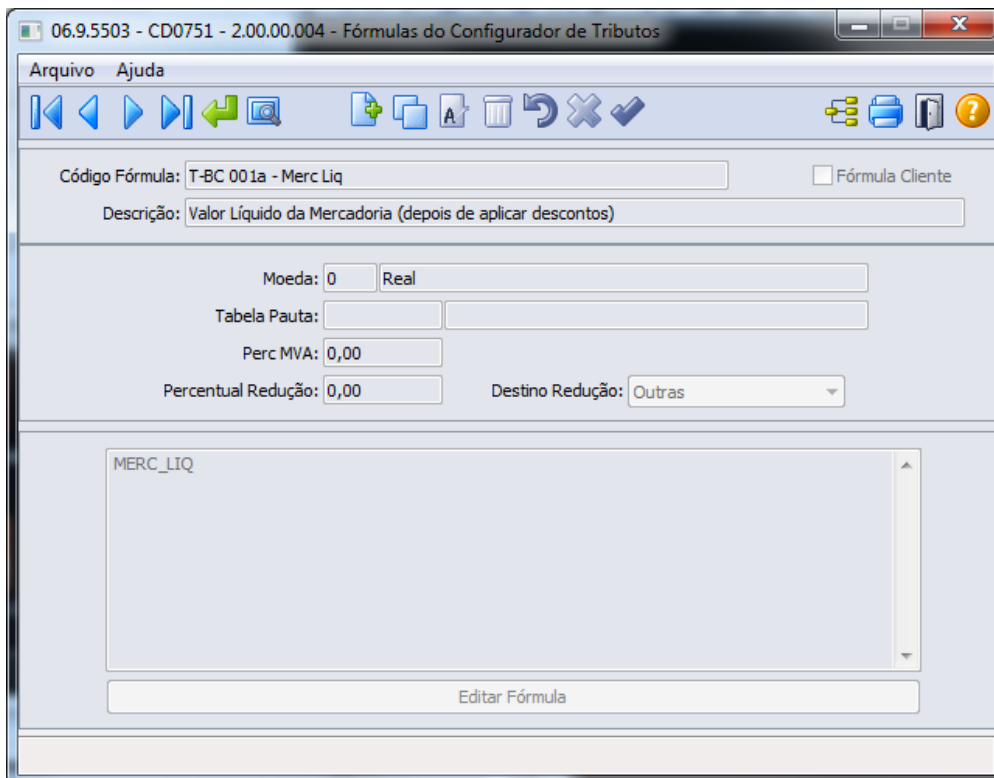 06.9.5503 - CD0751 - 2.00.00.004 - Fórmulas do Configurador de Tributos
Arquivo Ajuda
Código Fórmula: T-BC 001a - Merc Liq Fórmula Cliente
Descrição: Valor Líquido da Mercadoria (depois de aplicar descontos)
Moeda: 0 Real
Tabela Pauta:
Perc MVA: 0,00
Percentual Redução: 0,00 Destino Redução: Outras
MERC_LIQ
Editar Fórmula